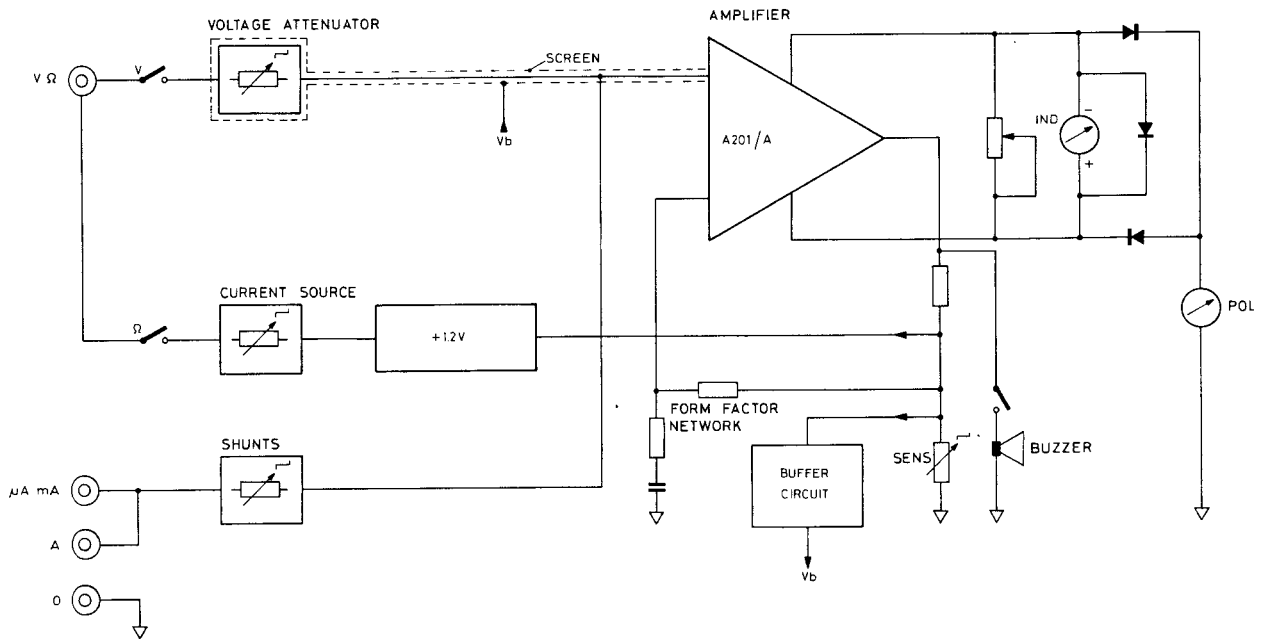 VOLTAGE ATTENUATOR
AMPLIFIER
SCREEN
V Ω
V
Vb
A201/A
IND
-
+
POL
CURRENT SOURCE
Ω
+1.2V
FORM FACTOR
NETWORK
SHUNTS
BUFFER
CIRCUIT
SENS
BUZZER
µA mA
A
Vb
0